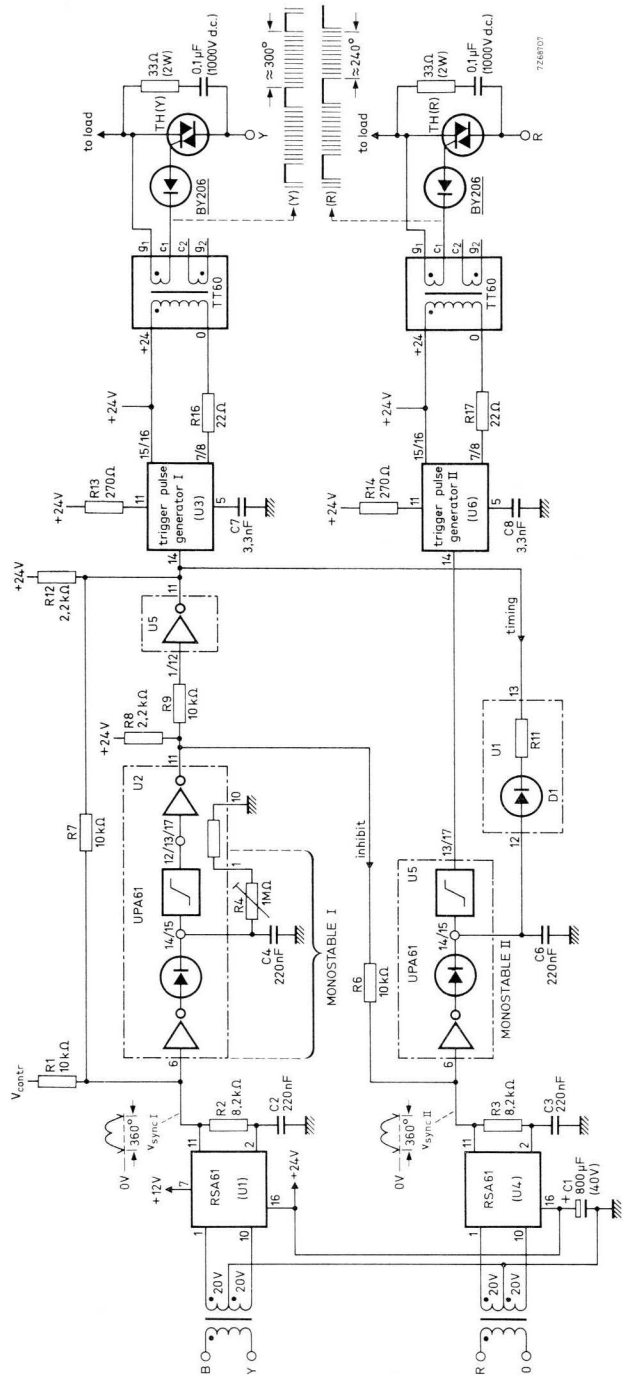 B
Y
20V
20V
1
10
RSA61
(U1)
7
+12V
16
+24V
11
2
0V
360°
v_sync I
R2
8,2kΩ
C2
220nF
V_contr
R1
10kΩ
R7
10kΩ
6
UPA61
14/15
12/13/17
U2
11
1
10
R4
1MΩ
C4
220nF
MONOSTABLE I
+24V
R8
2,2kΩ
R9
10kΩ
1/12
U5
11
+24V
R12
2,2kΩ
14
trigger pulse
generator I
(U3)
+24V
R13
270Ω
11
5
C7
3,3nF
15/16
7/8
+24V
R16
22Ω
+24
0
TT60
g1
c1
c2
g2
BY206
TH(Y)
to load
33Ω
(2W)
0,1µF
(1000V d.c.)
Y
(Y)
≈300°
(R)
≈240°
R
0
20V
20V
1
10
RSA61
(U4)
16
+
C1
800µF
(40V)
11
2
0V
360°
v_sync II
R3
8,2kΩ
C3
220nF
inhibit
R6
10kΩ
6
UPA61
14/15
U5
13/17
MONOSTABLE II
C6
220nF
12
D1
R11
U1
13
timing
14
trigger pulse
generator II
(U6)
+24V
R14
270Ω
11
5
C8
3,3nF
15/16
7/8
+24V
R17
22Ω
+24
0
TT60
g1
c1
c2
g2
BY206
TH(R)
to load
33Ω
(2W)
0,1µF
(1000V d.c.)
R
7Z68707